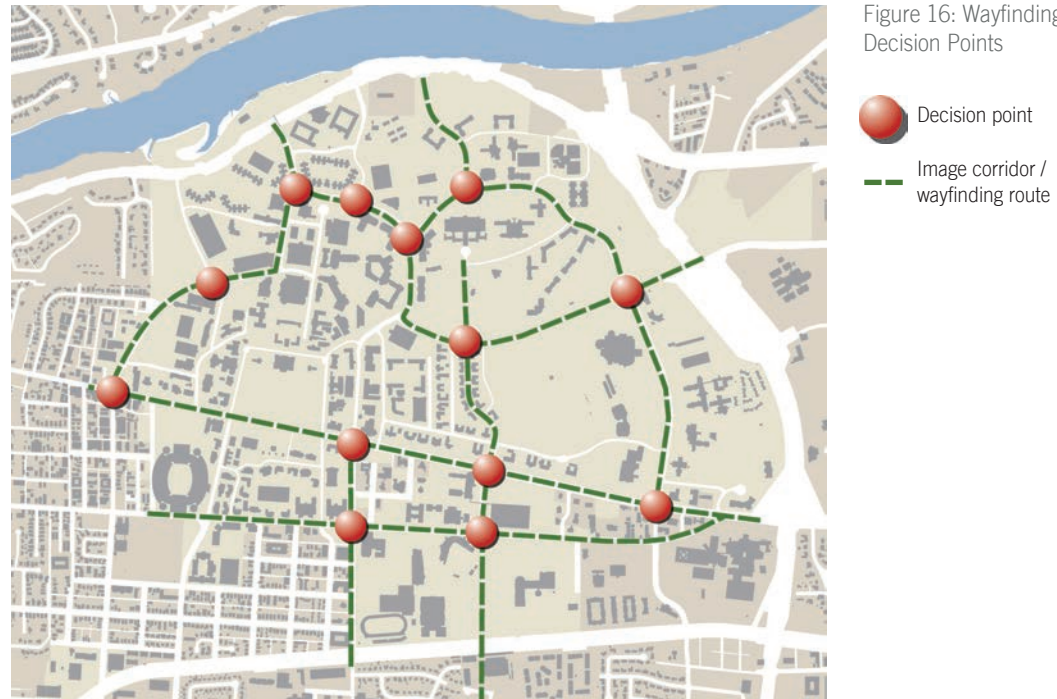 Figure 16: Wayfinding
Decision Points
Decision point
Image corridor /
wayfinding route